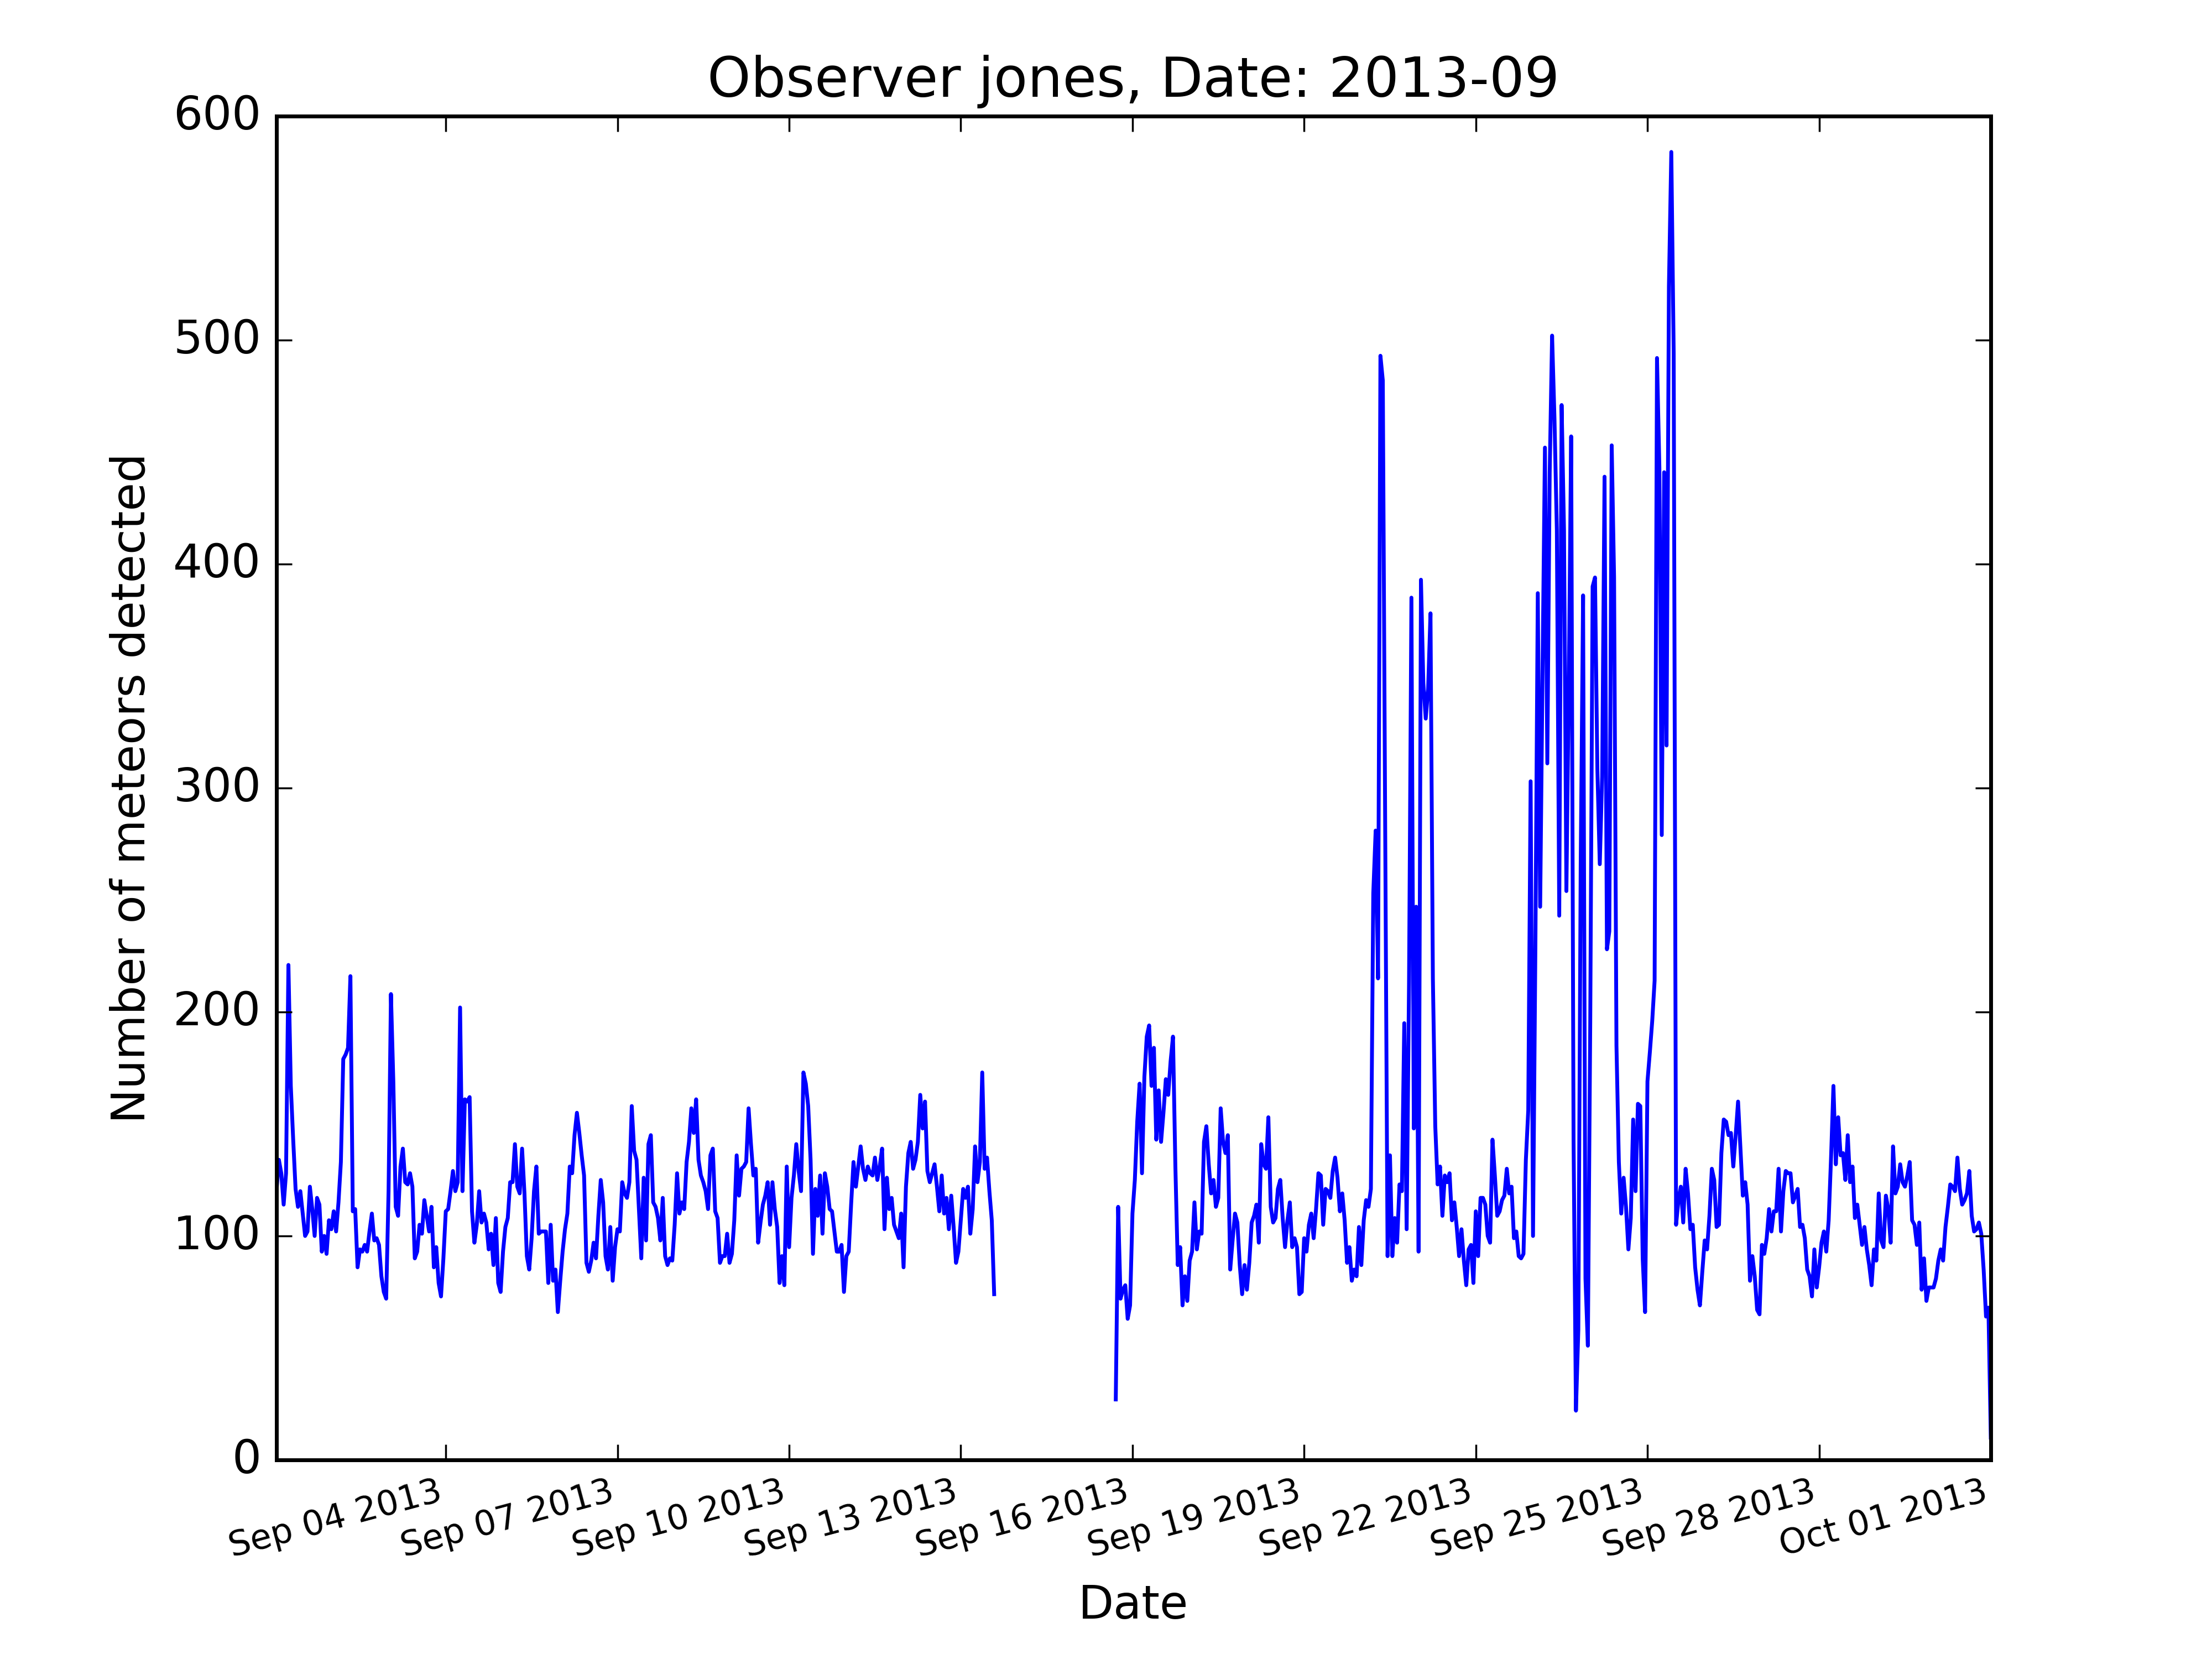 Observer jones, Date: 2013-09
600
500
400
300
200
100
0
Number of meteors detected
Sep 04 2013
Sep 07 2013
Sep 10 2013
Sep 13 2013
Sep 16 2013
Sep 19 2013
Sep 22 2013
Sep 25 2013
Sep 28 2013
Oct 01 2013
Date